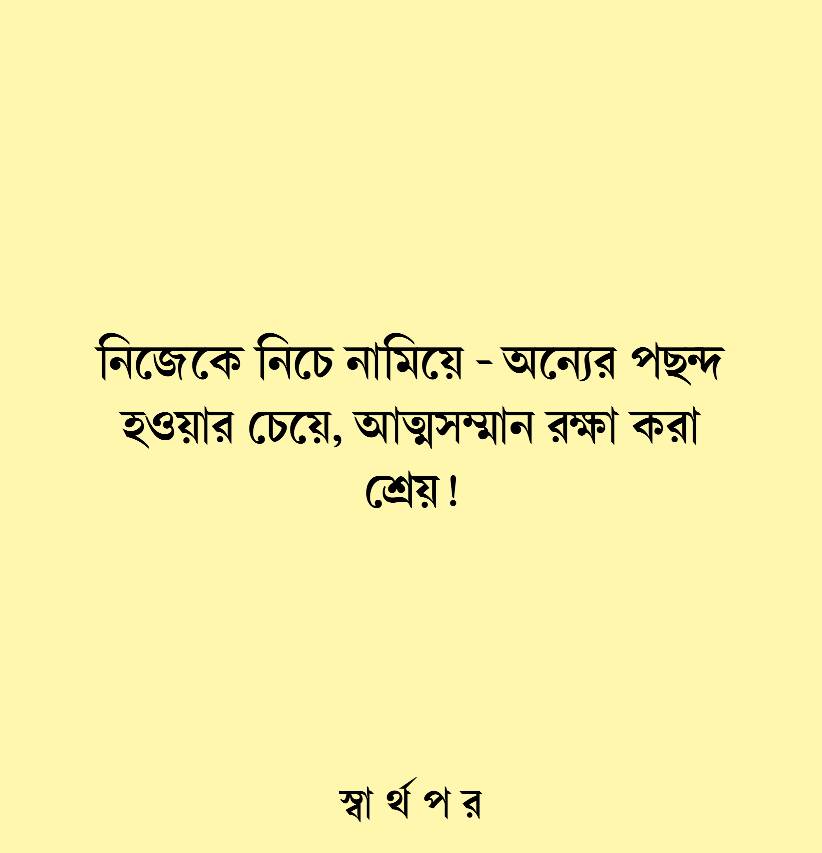 নিজেকে নিচে নামিয়ে - অন্যের পছন্দ
হওয়ার চেয়ে, আত্মসম্মান রক্ষা করা
শ্রেয় !
স্বা র্থ প র